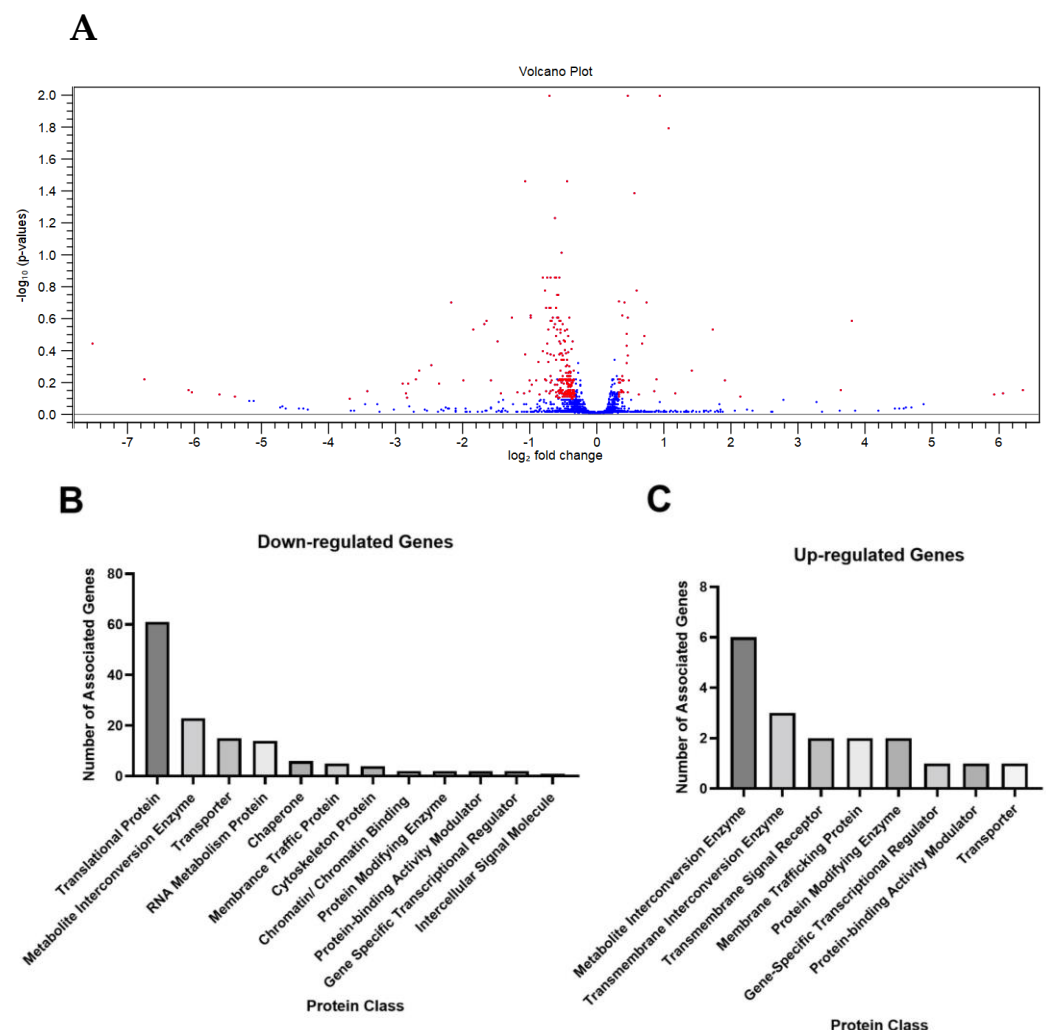 A
Volcano Plot
-log₁₀ (p-values)
2.0
1.8
1.6
1.4
1.2
1.0
0.8
0.6
0.4
0.2
0.0
-7 -6 -5 -4 -3 -2 -1 0 1 2 3 4 5 6
log₂ fold change
B
Down-regulated Genes
Number of Associated Genes
80
60
40
20
0
Translational Protein
Metabolite Interconversion Enzyme
Transporter
RNA Metabolism Protein
Chaperone
Membrance Traffic Protein
Cytoskeleton Protein
Chromatin/ Chromatin Binding
Protein Modifying Enzyme
Protein-binding Activity Modulator
Gene Specific Transcriptional Regulator
Intercellular Signal Molecule
Protein Class
C
Up-regulated Genes
Number of Associated Genes
8
6
4
2
0
Metabolite Interconversion Enzyme
Transmembrane Interconversion Enzyme
Transmembrane Signal Receptor
Membrane Trafficking Protein
Protein Modifying Enzyme
Gene-Specific Transcriptional Regulator
Protein-binding Activity Modulator
Transporter
Protein Class